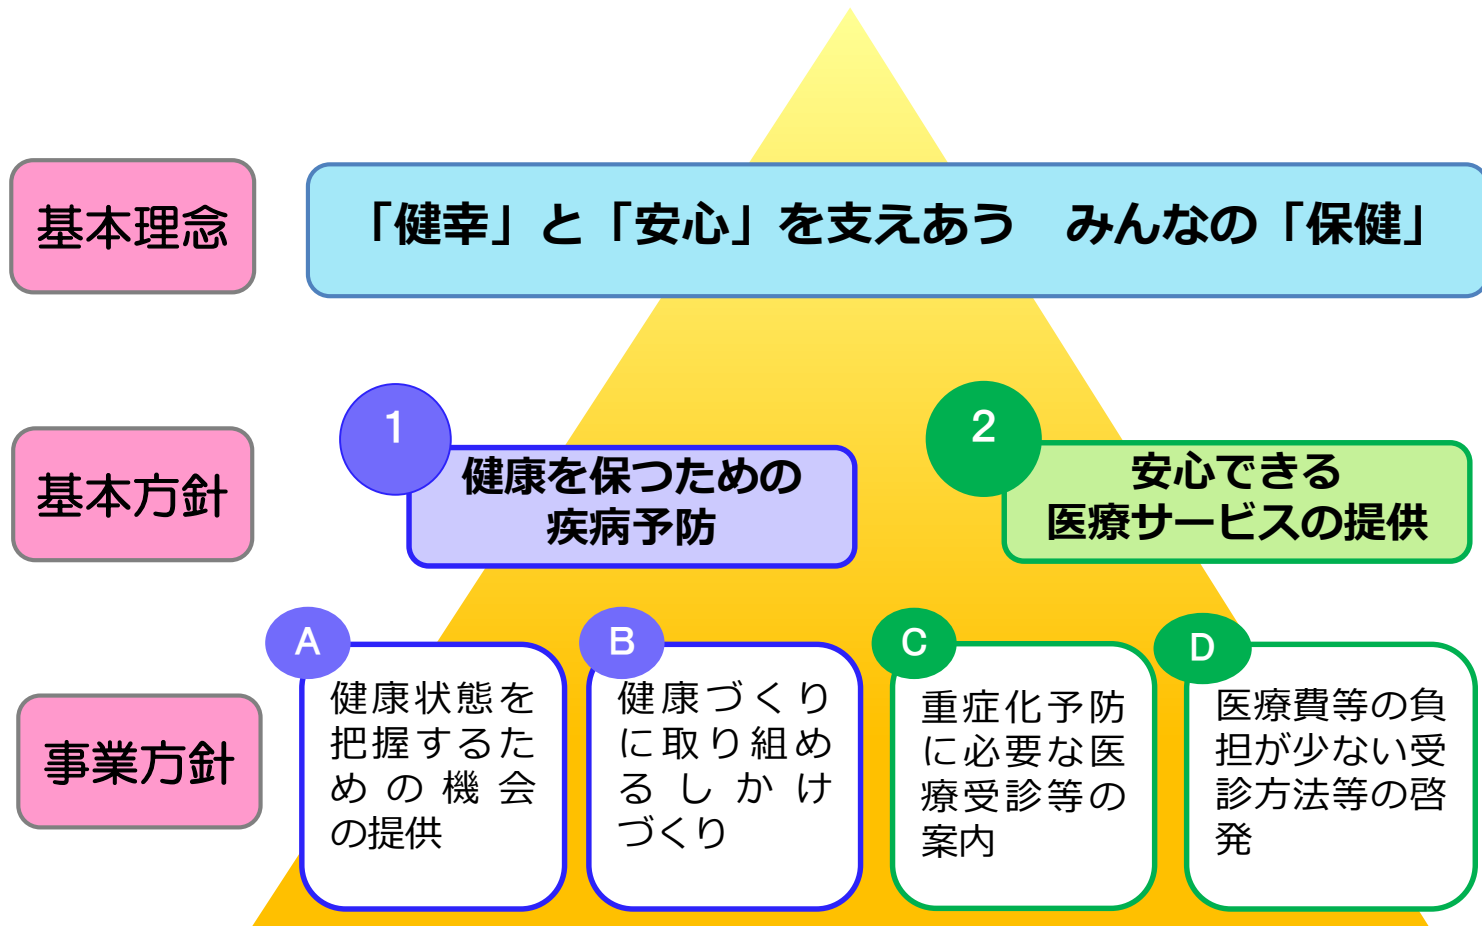 基本理念
「健幸」と「安心」を支えあう　みんなの「保健」
基本方針
1
健康を保つための
疾病予防
2
安心できる
医療サービスの提供
事業方針
A
健康状態を
把握するた
めの機会
の提供
B
健康づくり
に取り組め
るしかけ
づくり
C
重症化予防
に必要な医
療受診等の
案内
D
医療費等の負
担が少ない受
診方法等の啓
発